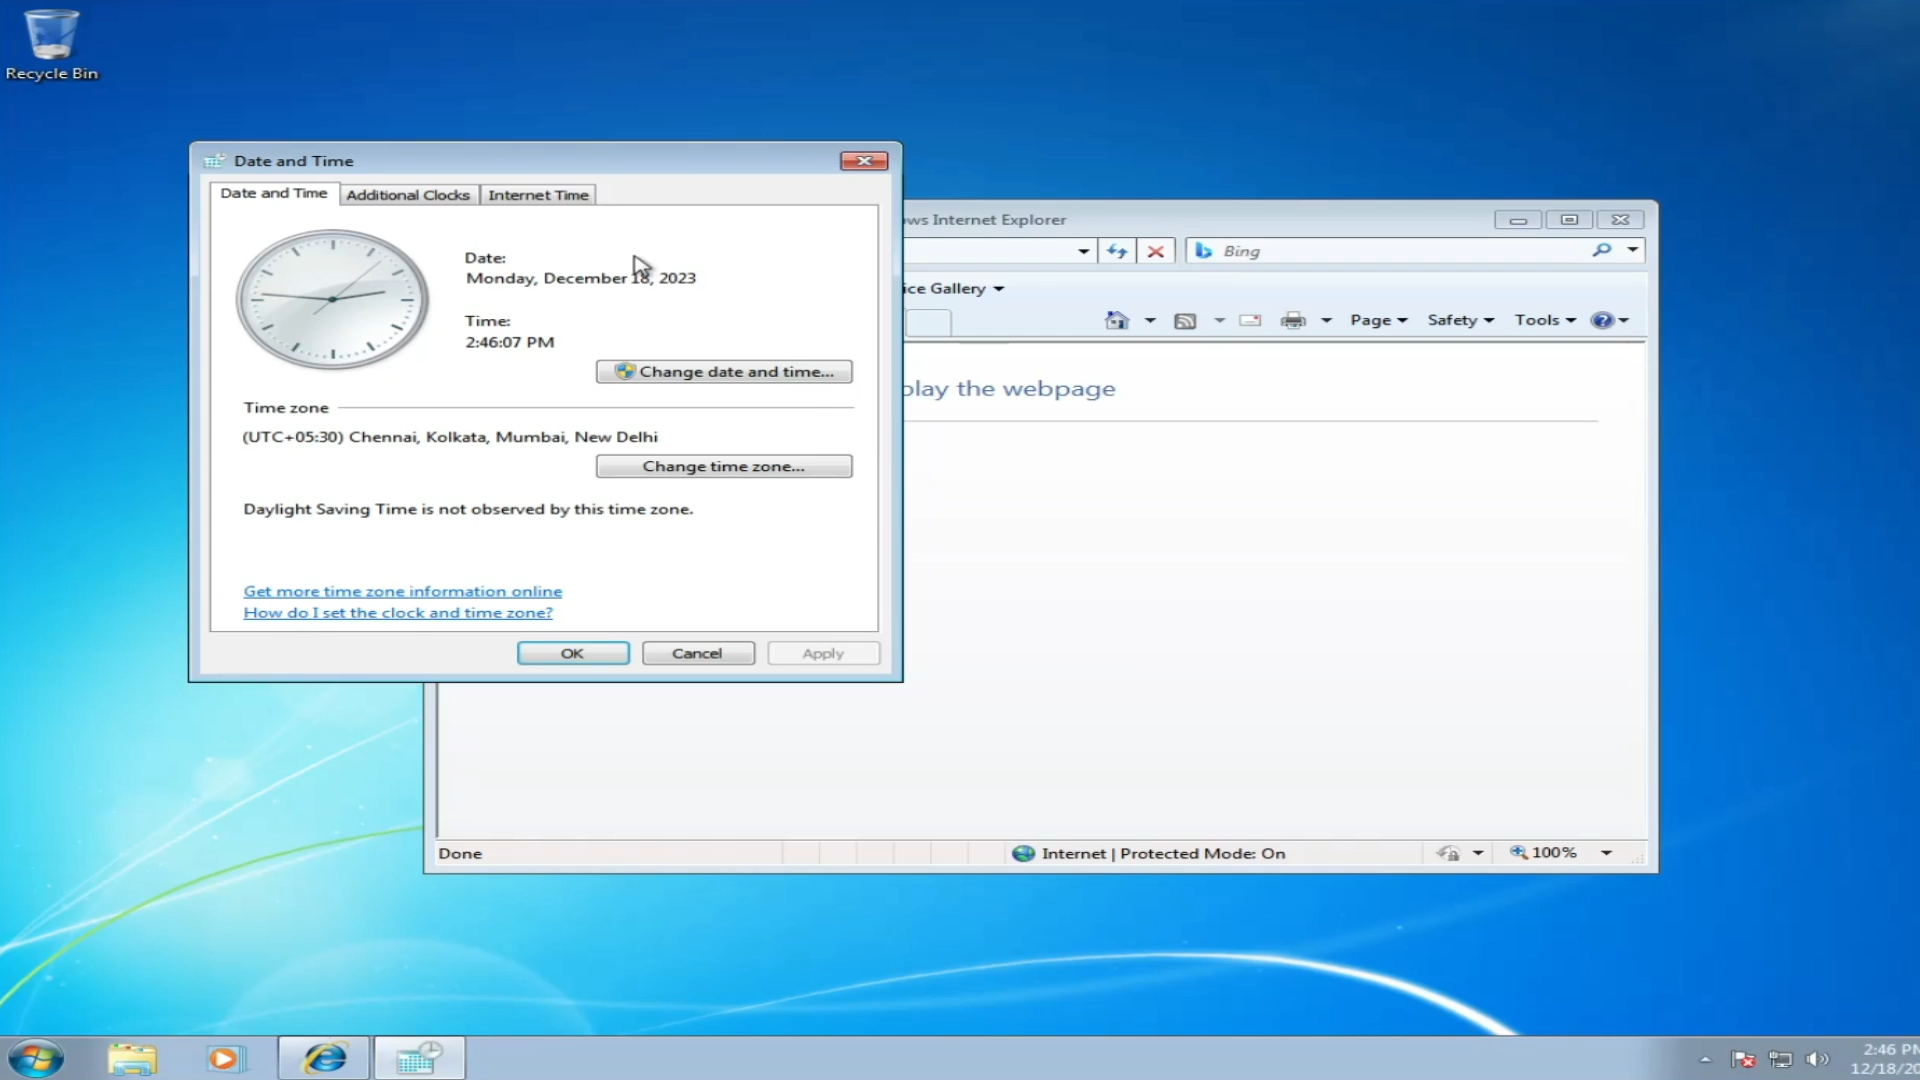 Recycle Bin
Date and Time
Date and Time
Additional Clocks
Internet Time
Date:
Monday, December 18, 2023
Time:
2:46:07 PM
Change date and time...
Time zone
(UTC+05:30) Chennai, Kolkata, Mumbai, New Delhi
Change time zone...
Daylight Saving Time is not observed by this time zone.
Get more time zone information online
How do I set the clock and time zone?
OK
Cancel
Apply
ws Internet Explorer
Bing
ice Gallery
Page
Safety
Tools
play the webpage
Done
Internet | Protected Mode: On
100%
2:46 PM
12/18/20